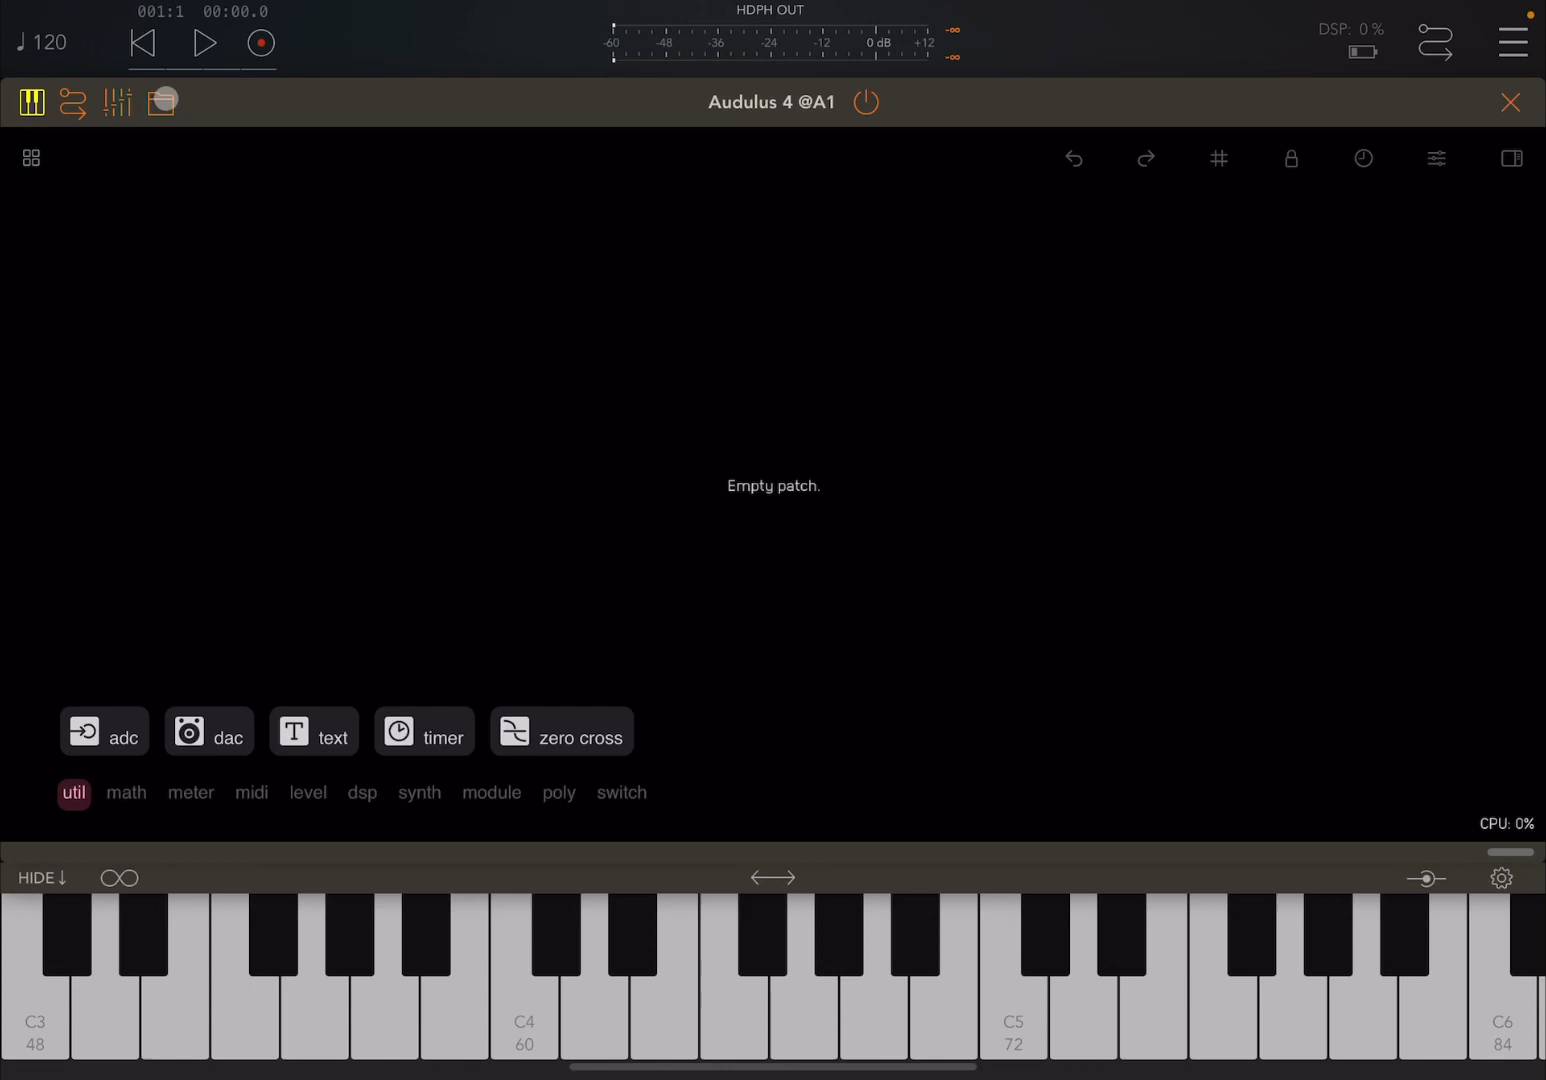 001:1 00:00.0
HDPH OUT
120
-60 -48 -36 -24 -12 0 dB +12
-∞
-∞
DSP: 0 %
Audulus 4 @A1
Empty patch.
adc dac text timer zero cross
util math meter midi level dsp synth module poly switch
CPU: 0%
HIDE↓
C3 C4 C5 C6
48 60 72 84